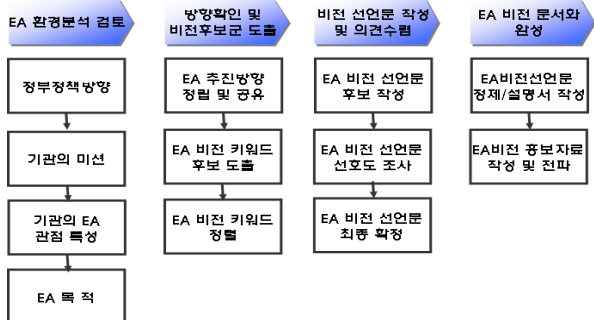 EA 환경분석 검토
정부정책방향
기관의 미션
기관의 EA
관점 특성
EA 목 적
방향확인 및
비전후보군 도출
EA 추진방향
정립 및 공유
EA 비전 키워드
후보 도출
EA 비전 키워드
정렬
비전 선언문 작성
및 의견수렴
EA 비전 선언문
후보 작성
EA 비전 선언문
선호도 조사
EA 비전 선언문
최종 확정
EA 비전 문서화
완성
EA비전선언문
정제/설명서 작성
EA비전 홍보자료
작성 및 전파